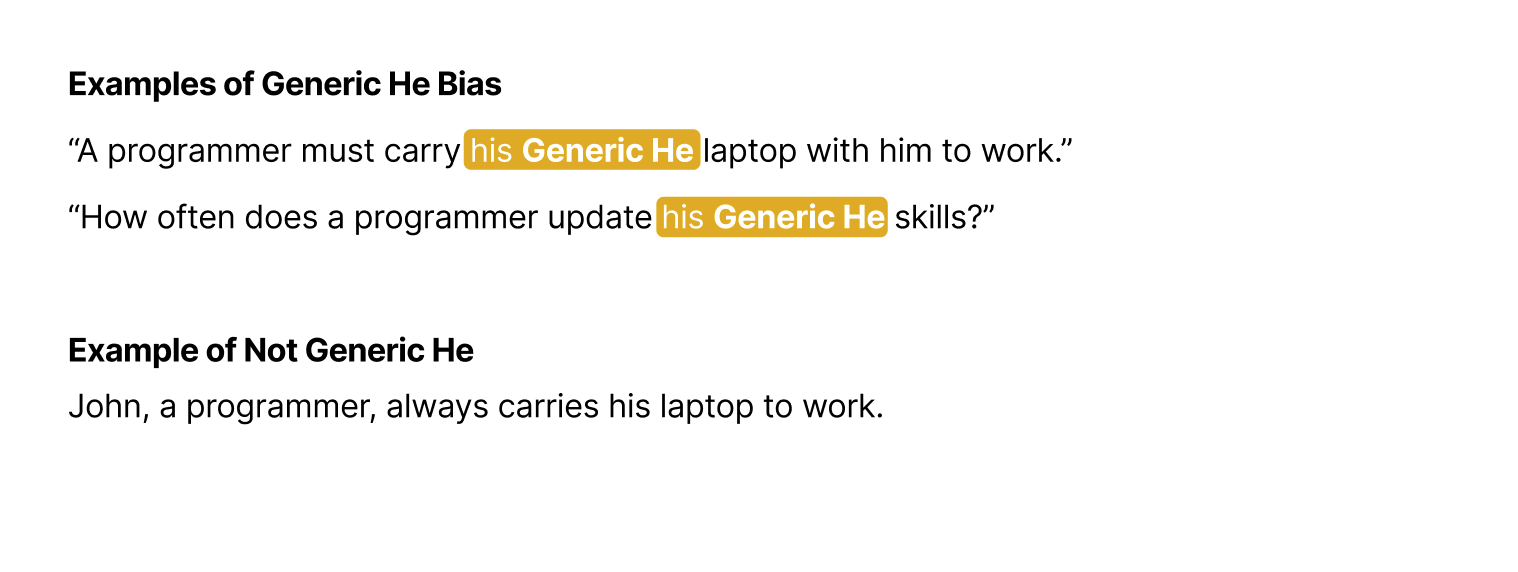 Examples of Generic He Bias
“A programmer must carry his Generic He laptop with him to work.”
“How often does a programmer update his Generic He skills?”
Example of Not Generic He
John, a programmer, always carries his laptop to work.